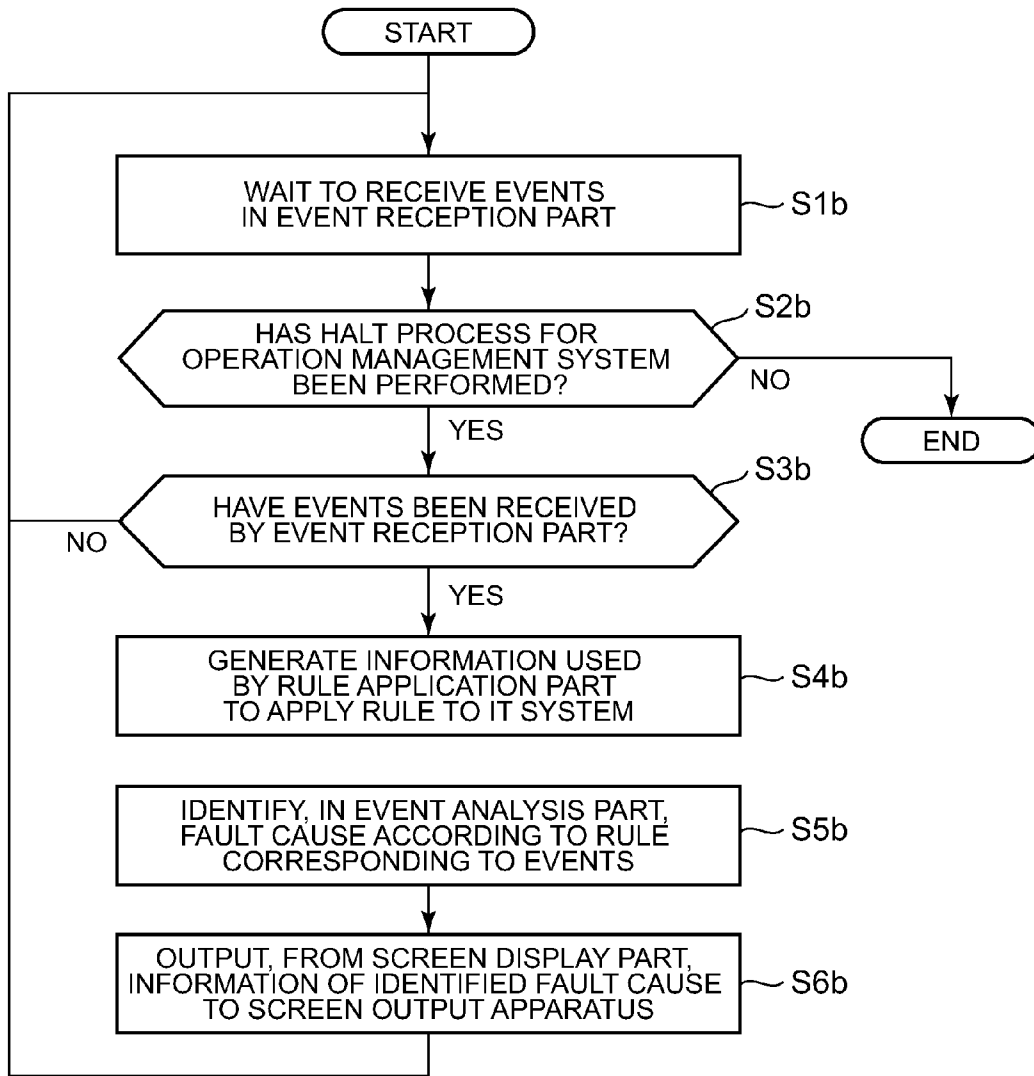 START
WAIT TO RECEIVE EVENTS
IN EVENT RECEPTION PART
S1b
S2b
HAS HALT PROCESS FOR
OPERATION MANAGEMENT SYSTEM
BEEN PERFORMED?
NO
YES
END
S3b
HAVE EVENTS BEEN RECEIVED
BY EVENT RECEPTION PART?
NO
YES
GENERATE INFORMATION USED
BY RULE APPLICATION PART
TO APPLY RULE TO IT SYSTEM
S4b
IDENTIFY, IN EVENT ANALYSIS PART,
FAULT CAUSE ACCORDING TO RULE
CORRESPONDING TO EVENTS
S5b
OUTPUT, FROM SCREEN DISPLAY PART,
INFORMATION OF IDENTIFIED FAULT CAUSE
TO SCREEN OUTPUT APPARATUS
S6b